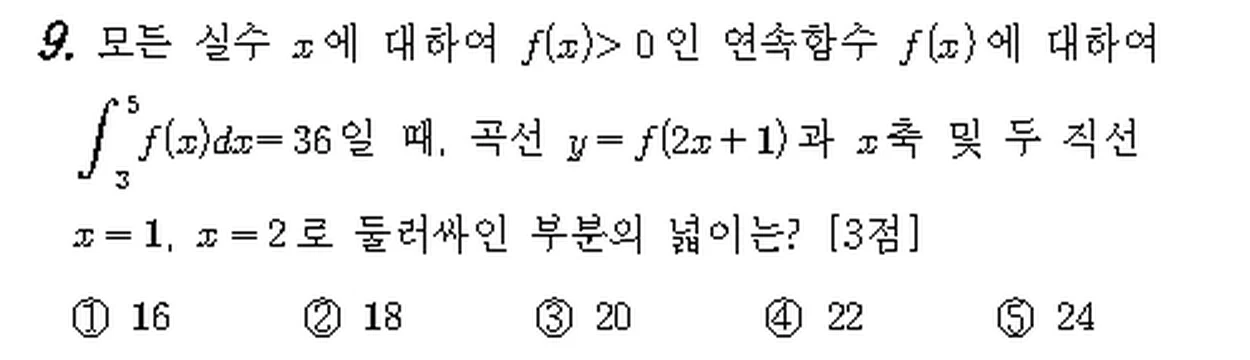 9. 모든 실수 x에 대하여 f(x)> 0인 연속함수 f(x)에 대하여
∫₃⁵ f(x)dx= 36일 때, 곡선 y = f(2x+1)과 x축 및 두 직선
x = 1, x = 2로 둘러싸인 부분의 넓이는? [3점]
① 16 ② 18 ③ 20 ④ 22 ⑤ 24